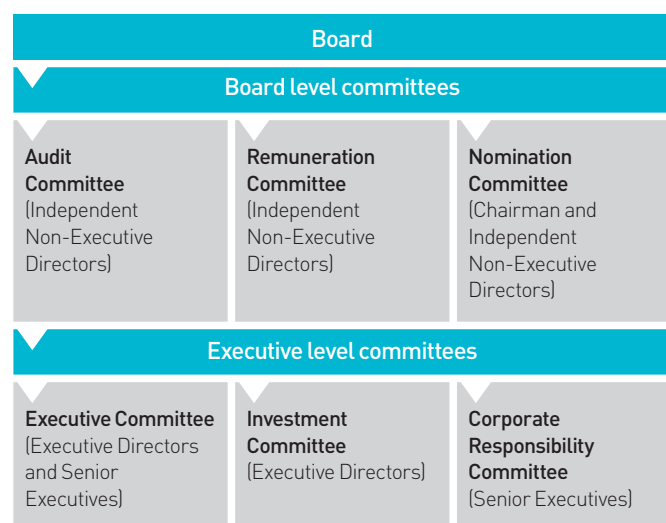 Board
Board level committees
Audit
Committee
(Independent
Non-Executive
Directors)
Remuneration
Committee
(Independent
Non-Executive
Directors)
Nomination
Committee
(Chairman and
Independent
Non-Executive
Directors)
Executive level committees
Executive Committee
(Executive Directors
and Senior
Executives)
Investment
Committee
(Executive Directors)
Corporate
Responsibility
Committee
(Senior Executives)